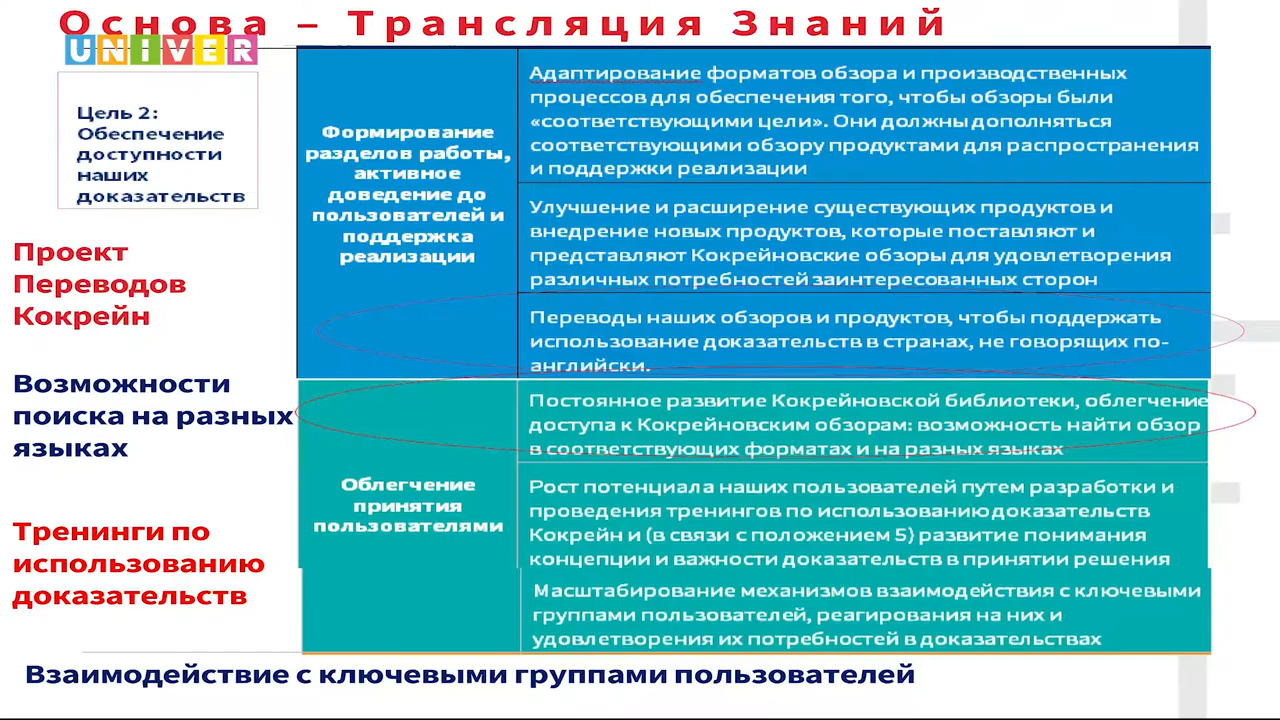 Основа – Трансляция Знаний
UNIVER
Цель 2:
Обеспечение
доступности
наших
доказательств
Проект
Переводов
Кокрейн
Возможности
поиска на разных
языках
Тренинги по
использованию
доказательств
Формирование
разделов работы,
активное
доведение до
пользователей и
поддержка
реализации
Адаптирование форматов обзора и производственных
процессов для обеспечения того, чтобы обзоры были
«соответствующими цели». Они должны дополняться
соответствующими обзору продуктами для распространения
и поддержки реализации
Улучшение и расширение существующих продуктов и
внедрение новых продуктов, которые поставляют и
представляют Кокрейновские обзоры для удовлетворения
различных потребностей заинтересованных сторон
Переводы наших обзоров и продуктов, чтобы поддержать
использование доказательств в странах, не говорящих по-
английски.
Облегчение
принятия
пользователями
Постоянное развитие Кокрейновской библиотеки, облегчение
доступа к Кокрейновским обзорам: возможность найти обзор
в соответствующих форматах и на разных языках
Рост потенциала наших пользователей путем разработки и
проведения тренингов по использованию доказательств
Кокрейн и (в связи с положением 5) развитие понимания
концепции и важности доказательств в принятии решения
Масштабирование механизмов взаимодействия с ключевыми
группами пользователей, реагирования на них и
удовлетворения их потребностей в доказательствах
Взаимодействие с ключевыми группами пользователей